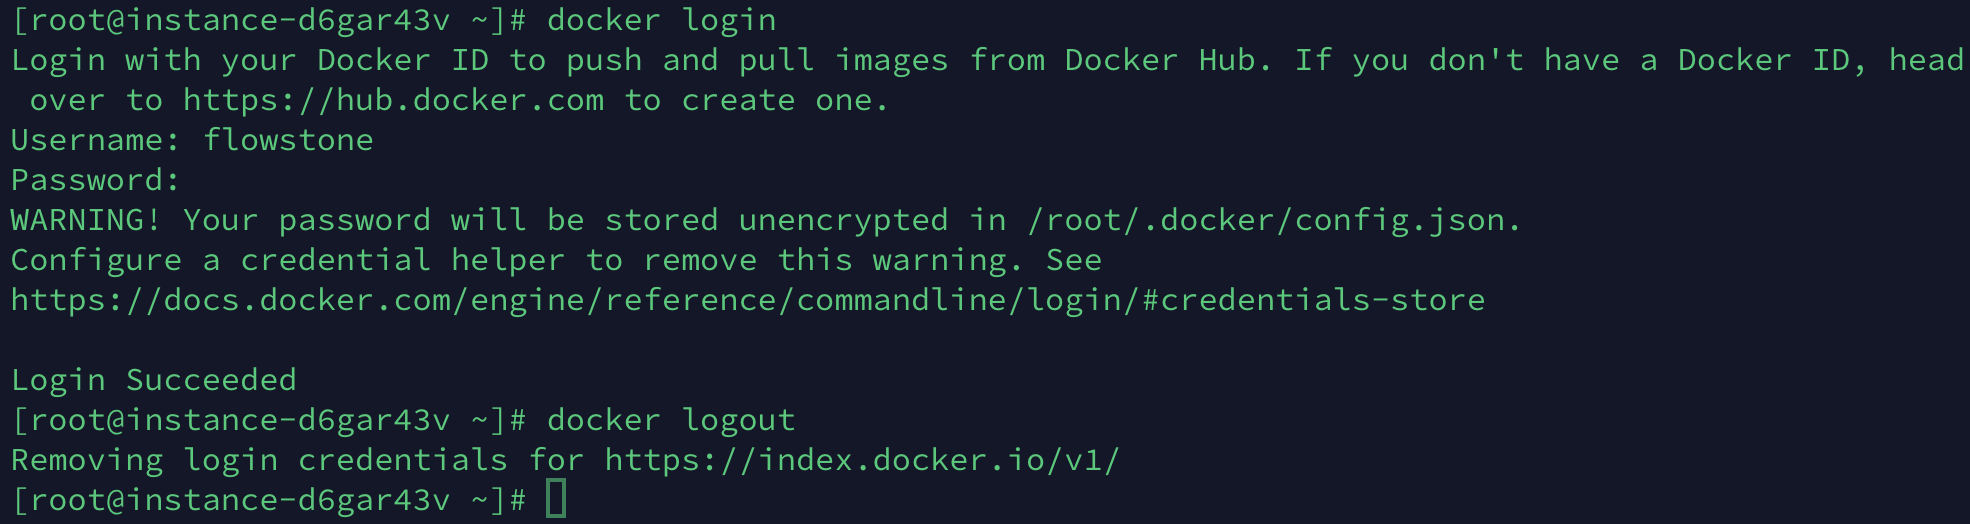 [root@instance-d6gar43v ~]# docker login
Login with your Docker ID to push and pull images from Docker Hub. If you don't have a Docker ID, head
 over to https://hub.docker.com to create one.
Username: flowstone
Password:
WARNING! Your password will be stored unencrypted in /root/.docker/config.json.
Configure a credential helper to remove this warning. See
https://docs.docker.com/engine/reference/commandline/login/#credentials-store

Login Succeeded
[root@instance-d6gar43v ~]# docker logout
Removing login credentials for https://index.docker.io/v1/
[root@instance-d6gar43v ~]#